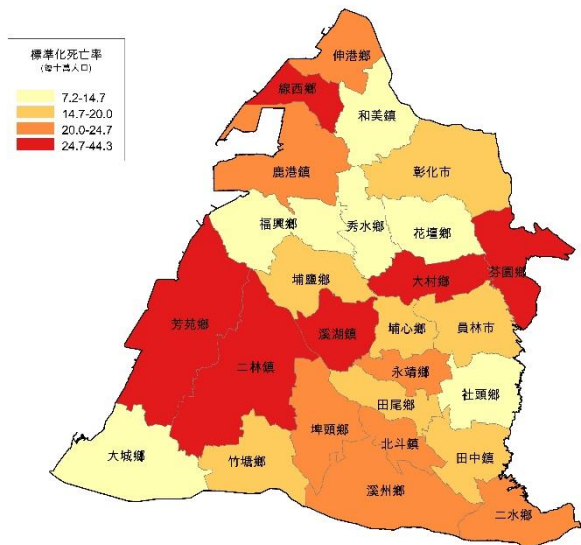 標準化死亡率
(每十萬人口)
7.2-14.7
14.7-20.0
20.0-24.7
24.7-44.3
伸港鄉
線西鄉
和美鎮
彰化市
鹿港鎮
福興鄉
秀水鄉
花壇鄉
芬園鄉
大村鄉
埔鹽鄉
芳苑鄉
溪湖鎮
埔心鄉
員林市
二林鎮
永靖鄉
社頭鄉
田尾鄉
埤頭鄉
北斗鎮
田中鎮
大城鄉
竹塘鄉
溪州鄉
二水鄉